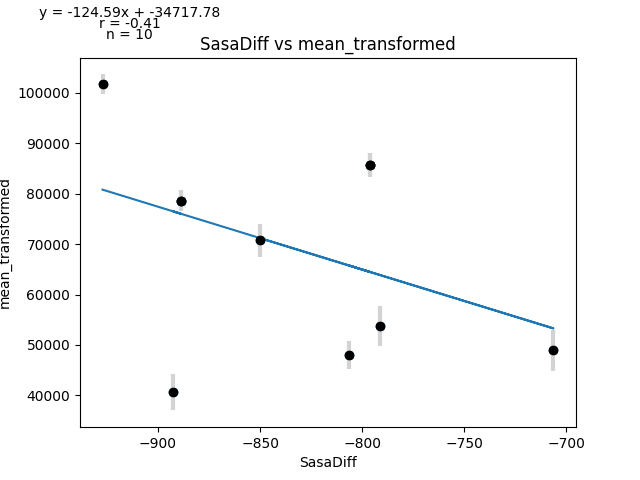 y = -124.59x + -34717.78
r = -0.41
n = 10
SasaDiff vs mean_transformed
100000
90000
80000
70000
60000
50000
40000
mean_transformed
−900
−850
−800
−750
−700
SasaDiff